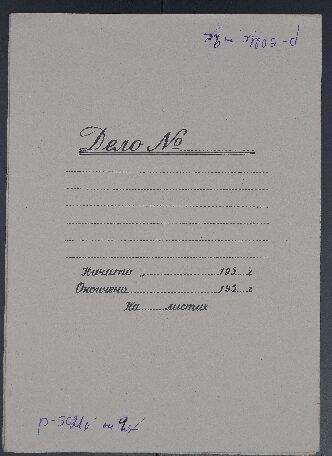 Дело №
Начато „ 195 г
Окончено 195 г
На листах